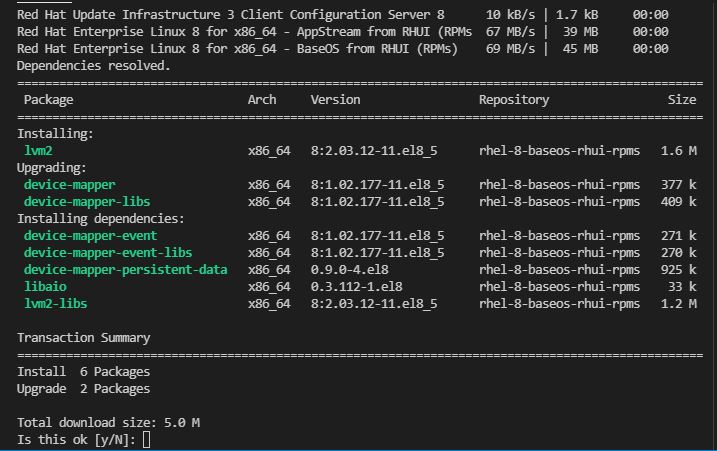 Red Hat Update Infrastructure 3 Client Configuration Server 8 10 kB/s | 1.7 kB 00:00
Red Hat Enterprise Linux 8 for x86_64 - AppStream from RHUI (RPMs 67 MB/s | 39 MB 00:00
Red Hat Enterprise Linux 8 for x86_64 - BaseOS from RHUI (RPMs) 69 MB/s | 45 MB 00:00
Dependencies resolved.
================================================================================================
Package Arch Version Repository Size
================================================================================================
Installing:
lvm2 x86_64 8:2.03.12-11.el8_5 rhel-8-baseos-rhui-rpms 1.6 M
Upgrading:
device-mapper x86_64 8:1.02.177-11.el8_5 rhel-8-baseos-rhui-rpms 377 k
device-mapper-libs x86_64 8:1.02.177-11.el8_5 rhel-8-baseos-rhui-rpms 409 k
Installing dependencies:
device-mapper-event x86_64 8:1.02.177-11.el8_5 rhel-8-baseos-rhui-rpms 271 k
device-mapper-event-libs x86_64 8:1.02.177-11.el8_5 rhel-8-baseos-rhui-rpms 270 k
device-mapper-persistent-data x86_64 0.9.0-4.el8 rhel-8-baseos-rhui-rpms 925 k
libaio x86_64 0.3.112-1.el8 rhel-8-baseos-rhui-rpms 33 k
lvm2-libs x86_64 8:2.03.12-11.el8_5 rhel-8-baseos-rhui-rpms 1.2 M
Transaction Summary
================================================================================================
Install 6 Packages
Upgrade 2 Packages
Total download size: 5.0 M
Is this ok [y/N]: